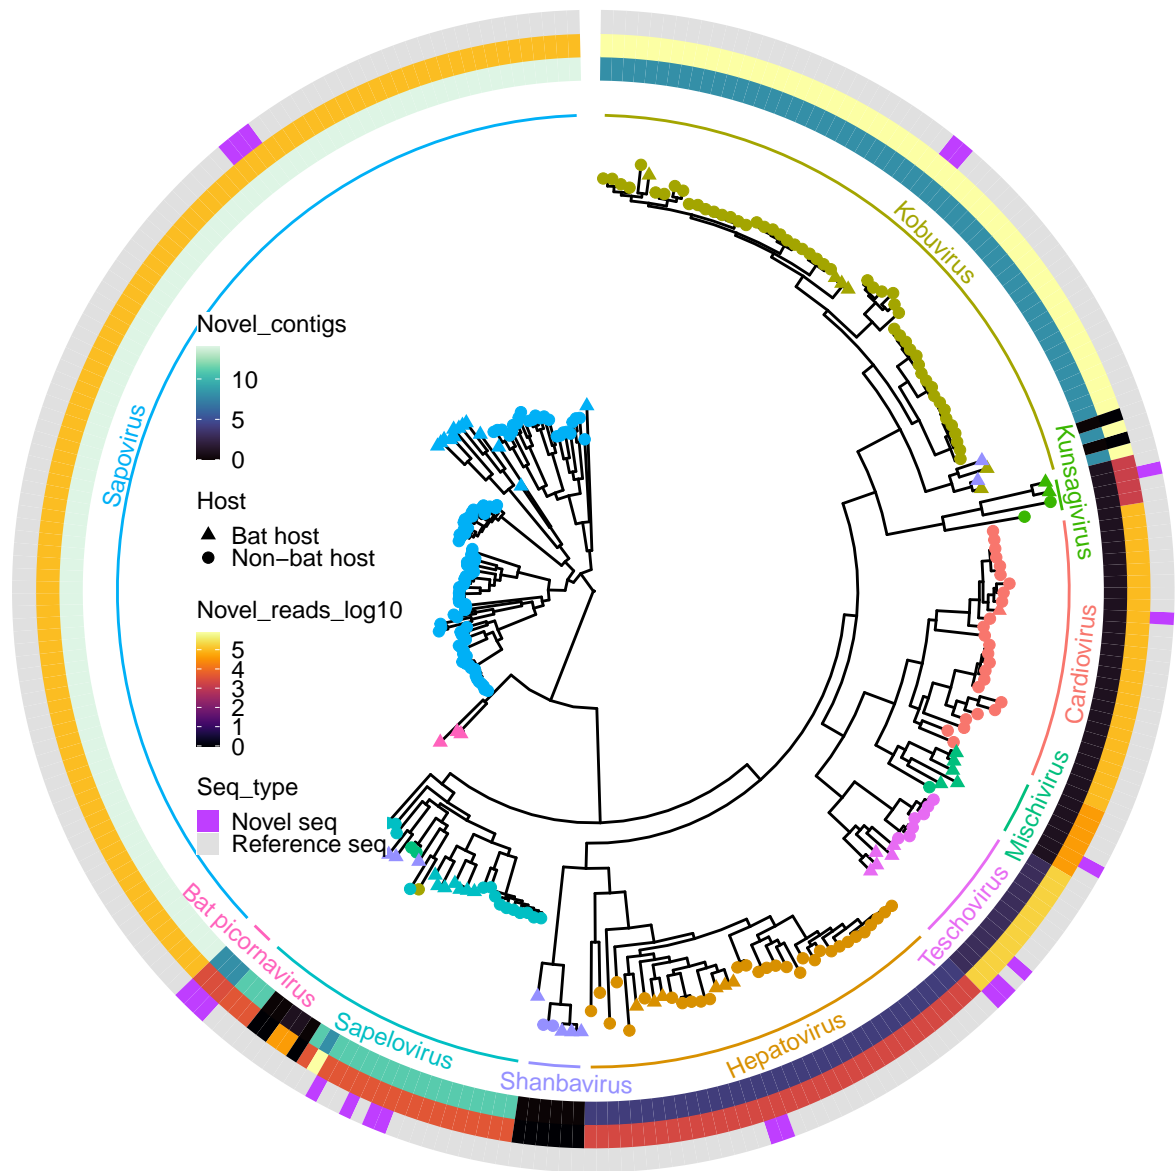 Kobuvirus
Kunsagivirus
Cardiovirus
Mischivirus
Teschovirus
Hepatovirus
Shanbavirus
Sapelovirus
Bat picornavirus
Sapovirus
Novel_contigs
10
5
0
Host
Bat host
Non−bat host
Novel_reads_log10
5
4
3
2
1
0
Seq_type
Novel seq
Reference seq